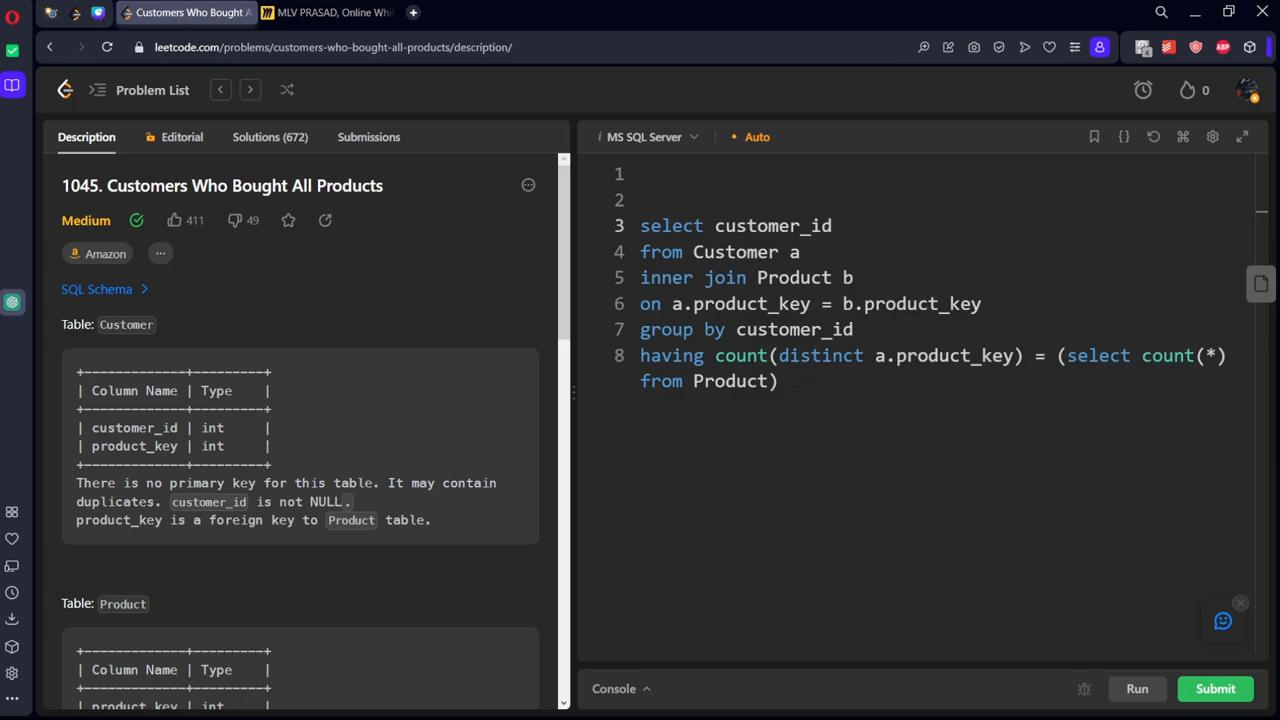 Customers Who Bought A
MLV PRASAD, Online Whit
leetcode.com/problems/customers-who-bought-all-products/description/
4
ABP
Problem List
0
Description
Editorial
Solutions (672)
Submissions
i MS SQL Server
Auto
1045. Customers Who Bought All Products
Medium
411
49
Amazon
...
SQL Schema
Table: Customer
+-------------+---------+
| Column Name | Type    |
+-------------+---------+
| customer_id | int     |
| product_key | int     |
+-------------+---------+
There is no primary key for this table. It may contain
duplicates. customer_id is not NULL.
product_key is a foreign key to Product table.
Table: Product
+-------------+---------+
| Column Name | Type    |
+-------------+---------+
| product_key | int     |
1
2
3 select customer_id
4 from Customer a
5 inner join Product b
6 on a.product_key = b.product_key
7 group by customer_id
8 having count(distinct a.product_key) = (select count(*)
from Product)
Console
Run
Submit